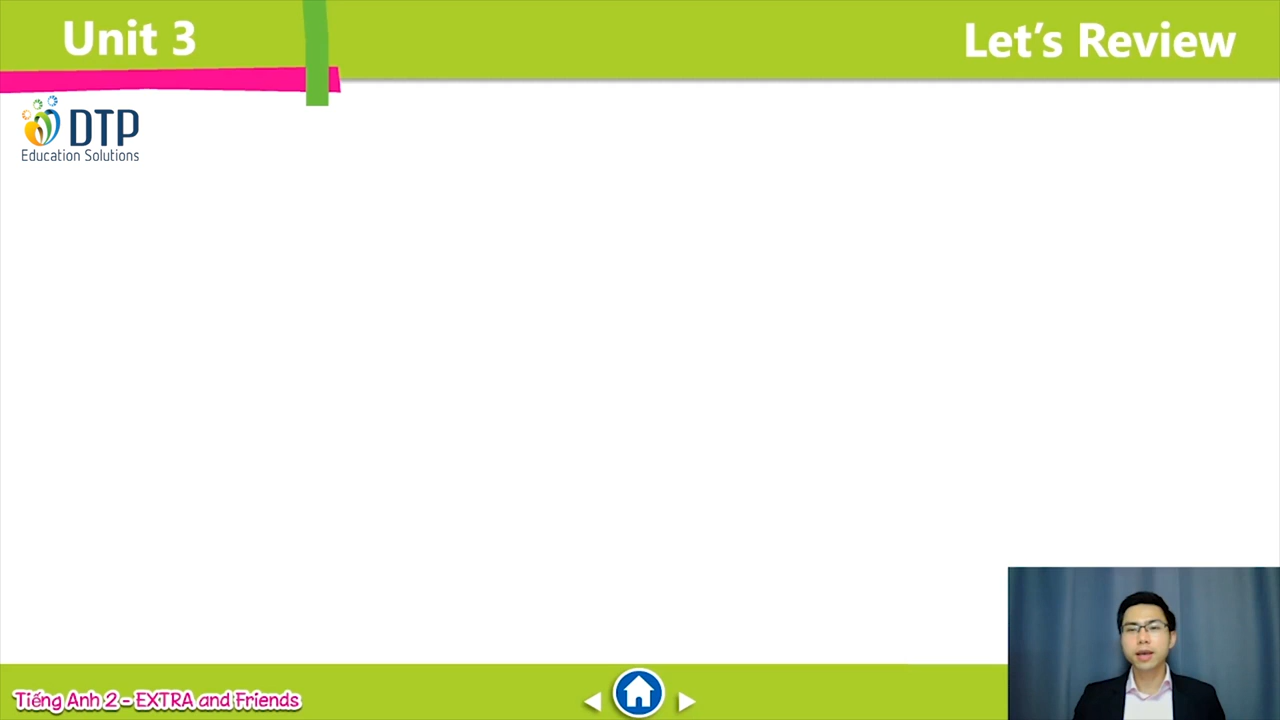 Unit 3
Let's Review
DTP
Education Solutions
Tiếng Anh 2 - EXTRA and Friends